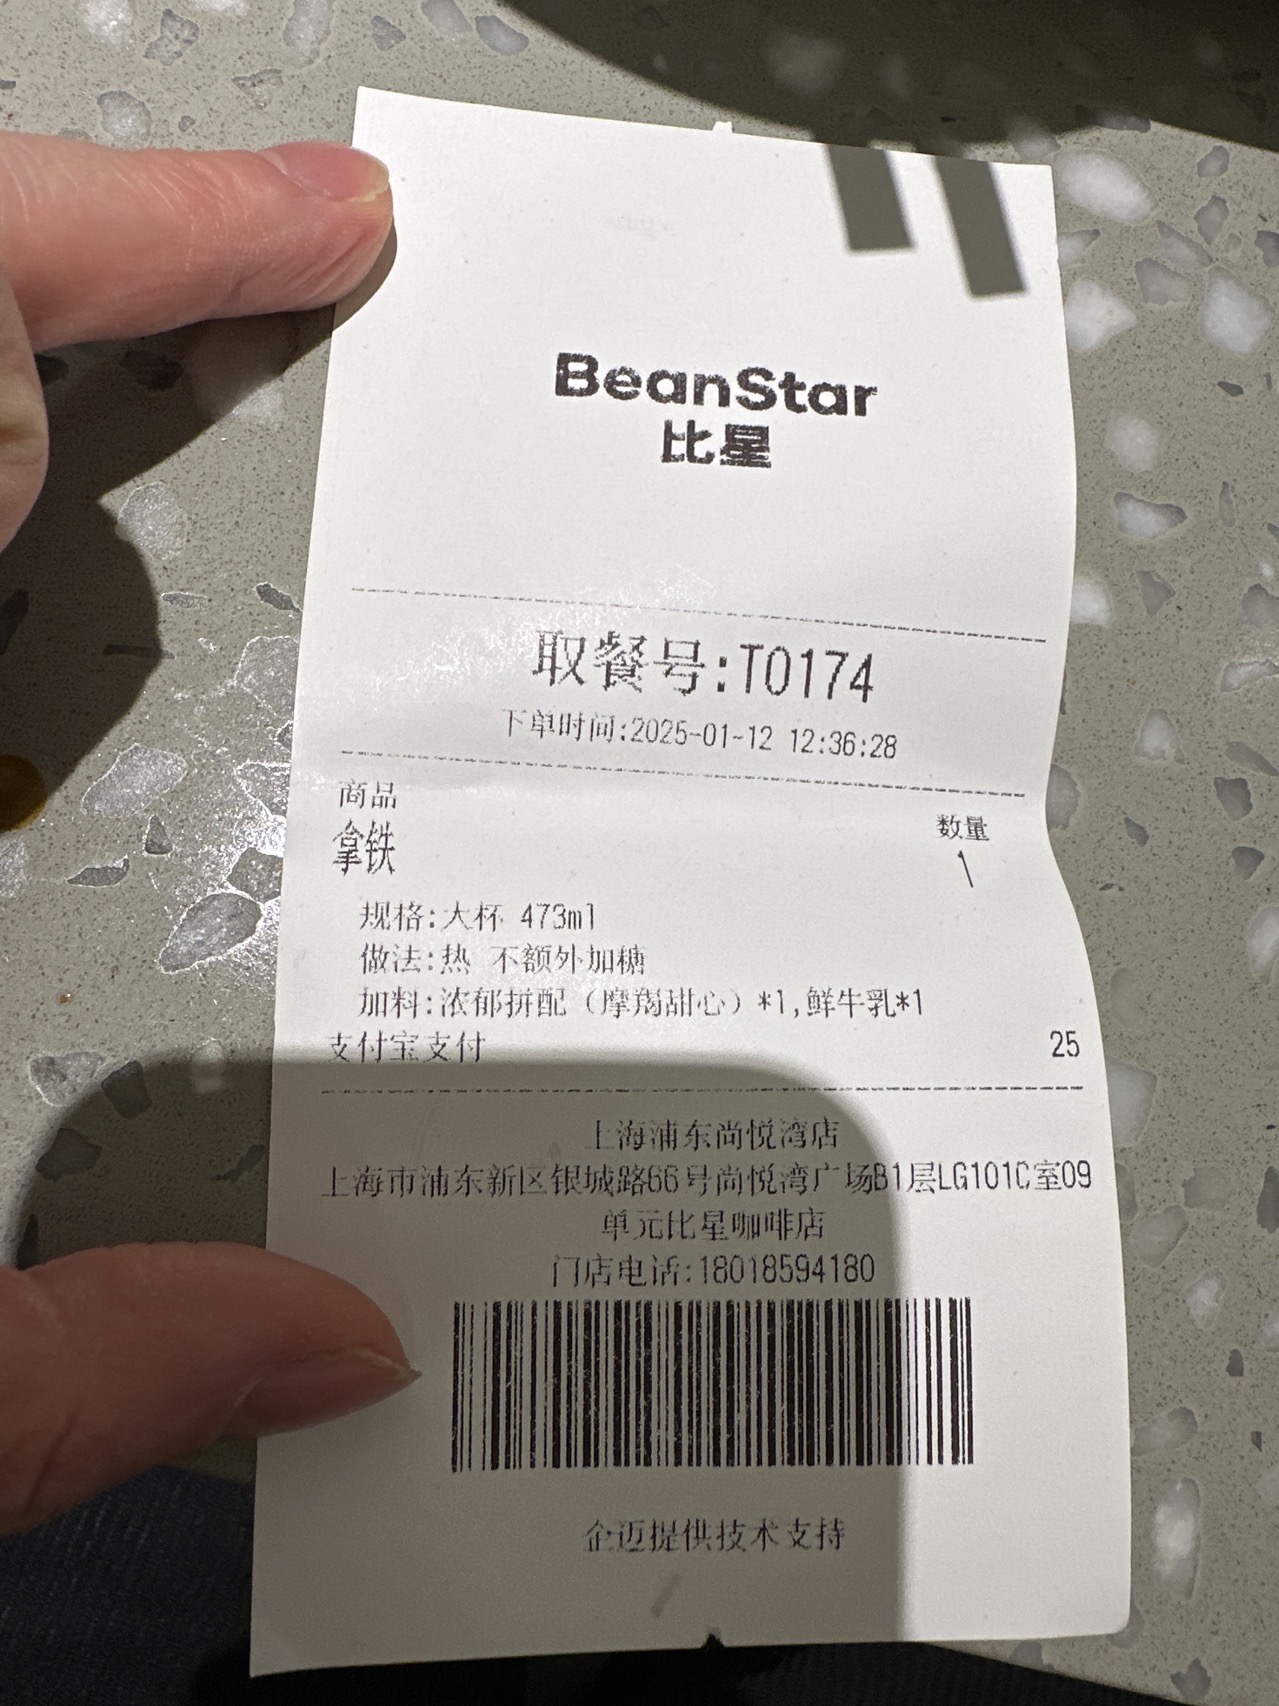 BeanStar
比星
取餐号:T0174
下单时间:2025-01-12 12:36:28
商品 数量
拿铁 1
规格:大杯 473ml
做法:热 不额外加糖
加料:浓郁拼配（摩羯甜心）*1,鲜牛乳*1
支付宝支付 25
上海浦东尚悦湾店
上海市浦东新区银城路66号尚悦湾广场B1层LG101C室09
单元比星咖啡店
门店电话:18018594180
企迈提供技术支持